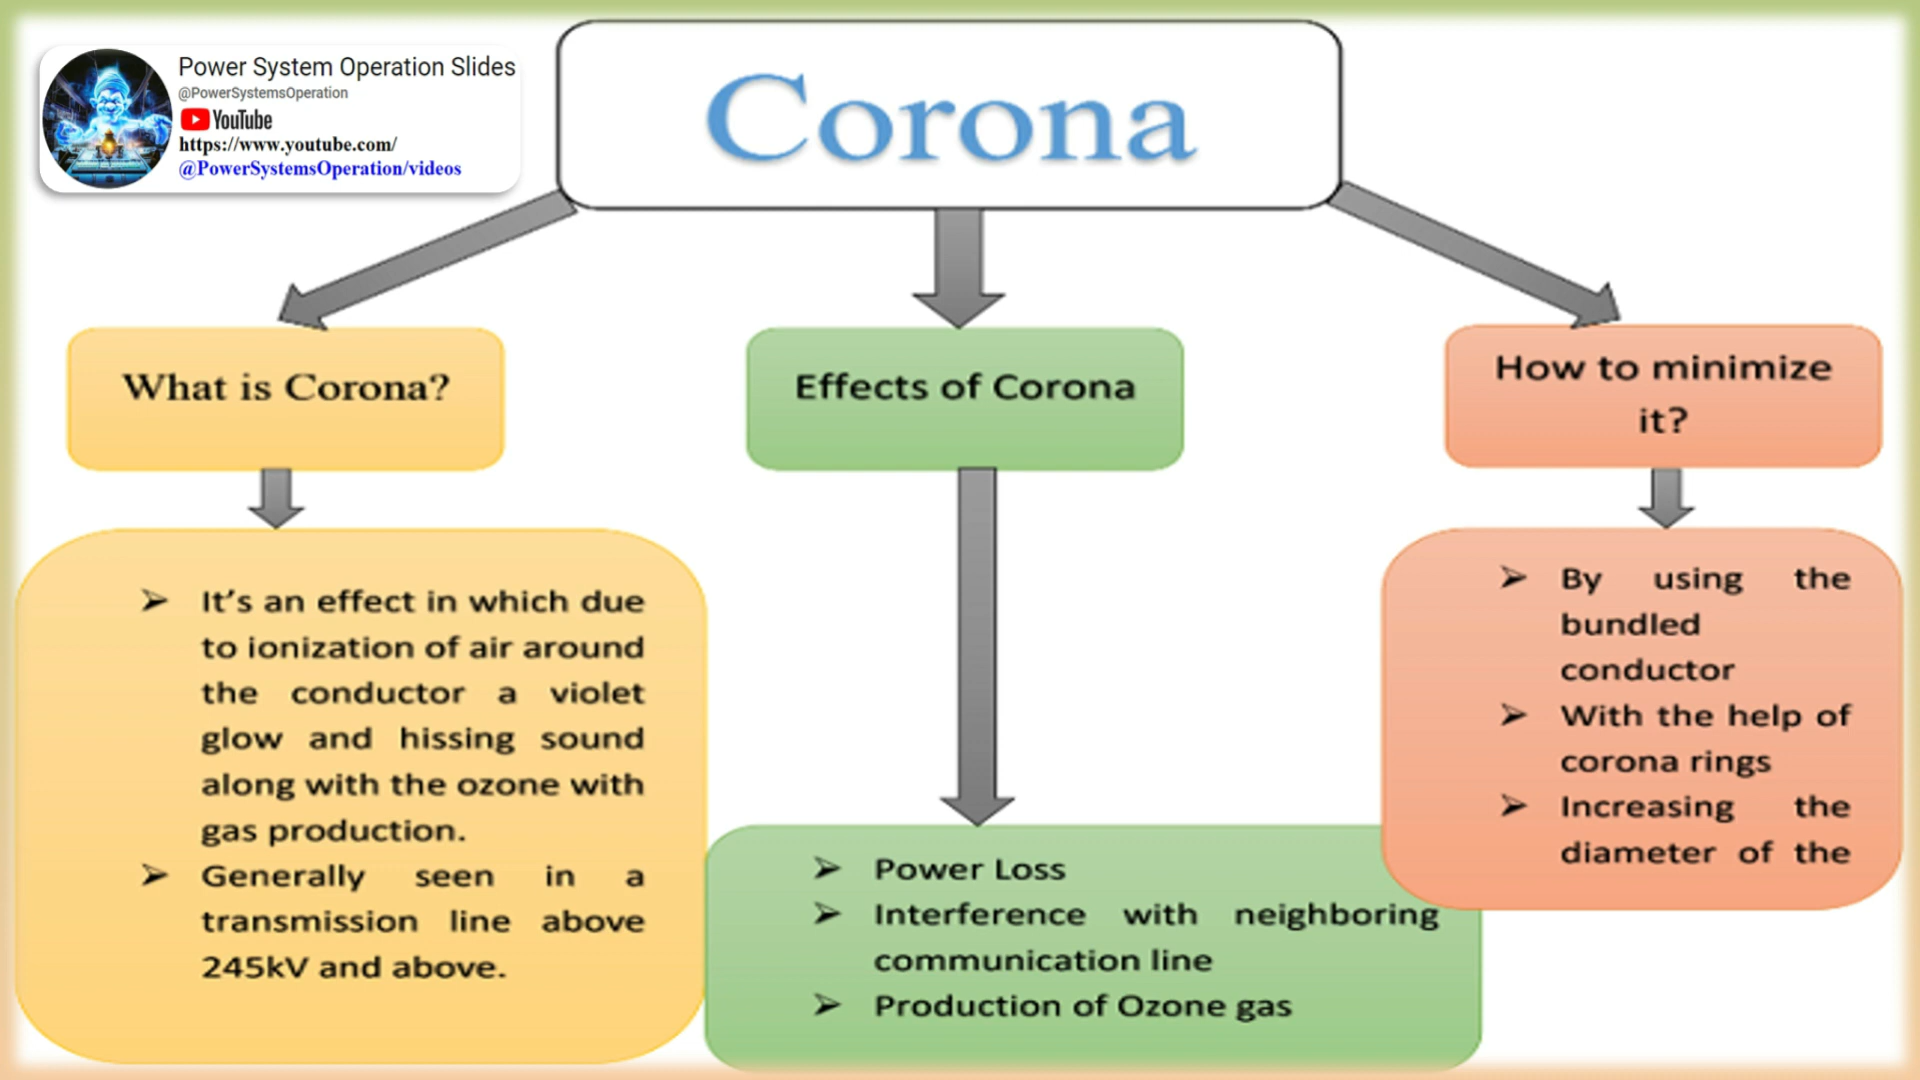 Power System Operation Slides
@PowerSystemsOperation
YouTube
https://www.youtube.com/
@PowerSystemsOperation/videos
Corona
What is Corona?
➢ It's an effect in which due
to ionization of air around
the conductor a violet
glow and hissing sound
along with the ozone with
gas production.
➢ Generally seen in a
transmission line above
245kV and above.
Effects of Corona
➢ Power Loss
➢ Interference with neighboring
communication line
➢ Production of Ozone gas
How to minimize
it?
➢ By using the
bundled
conductor
➢ With the help of
corona rings
➢ Increasing the
diameter of the